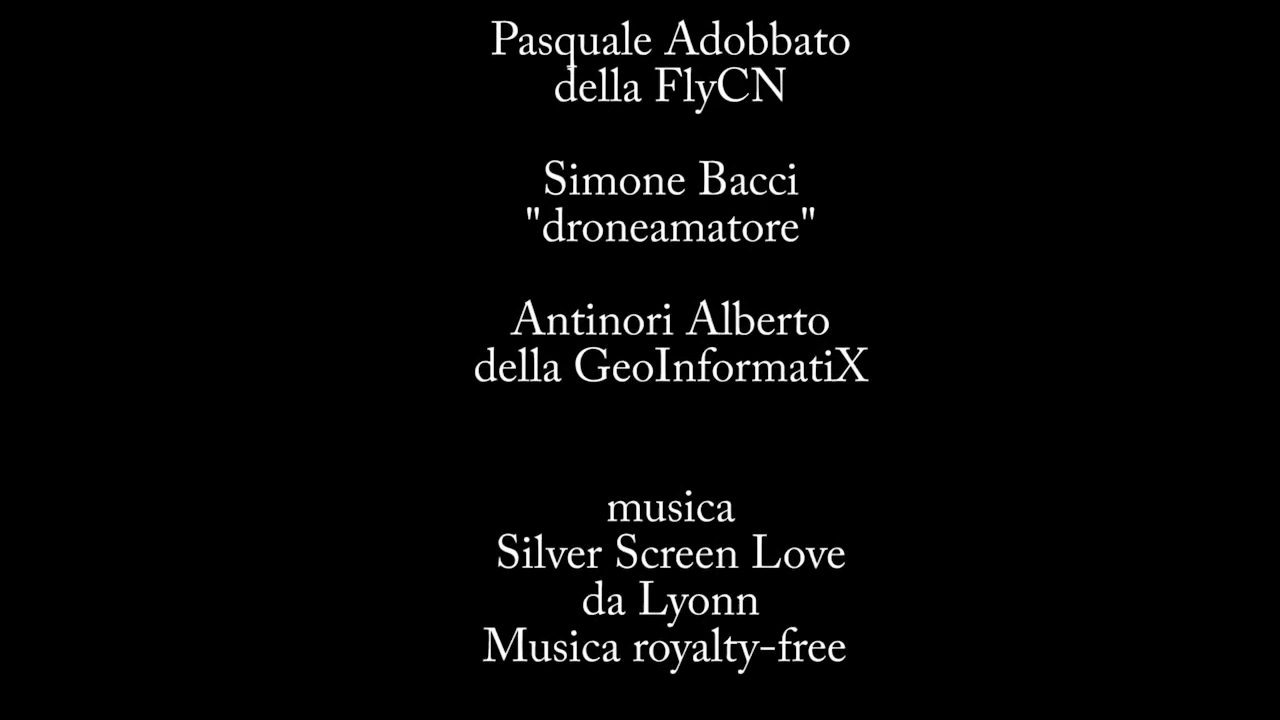 Pasquale Adobbato
della FlyCN
Simone Bacci
"droneamatore"
Antinori Alberto
della GeoInformatiX
musica
Silver Screen Love
da Lyonn
Musica royalty-free